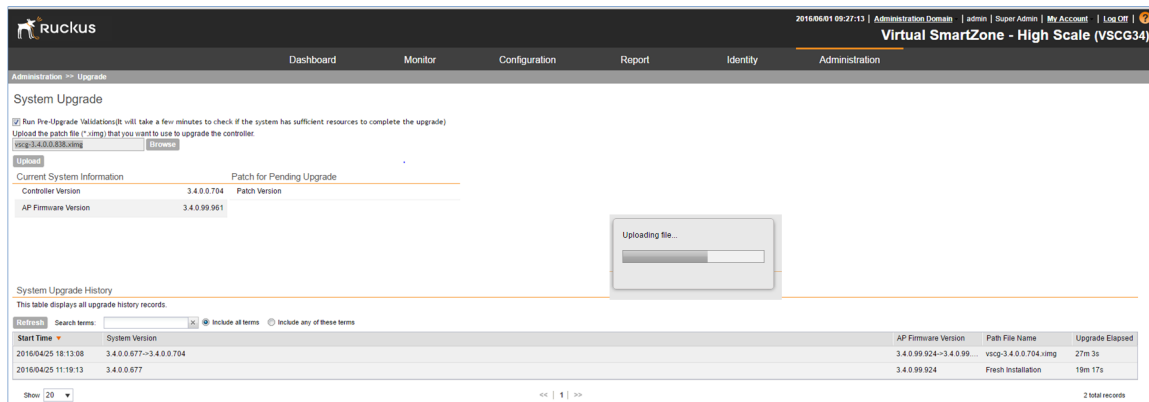 RUCKUS
2016/06/01 09:27:13 | Administration Domain | admin | Super Admin | My Account | Log Off | ?
Virtual SmartZone - High Scale (VSCG34)
Dashboard Monitor Configuration Report Identity Administration
Administration >> Upgrade
System Upgrade
Run Pre-Upgrade Validations(It will take a few minutes to check if the system has sufficient resources to complete the upgrade)
Upload the patch file (*.ximg) that you want to use to upgrade the controller.
vscg-3.4.0.0.838.ximg Browse
Upload
Current System Information Patch for Pending Upgrade
Controller Version 3.4.0.0.704 Patch Version
AP Firmware Version 3.4.0.99.961
Uploading file...
System Upgrade History
This table displays all upgrade history records.
Refresh Search terms: x Include all terms Include any of these terms
Start Time System Version AP Firmware Version Path File Name Upgrade Elapsed
2016/04/25 18:13:08 3.4.0.0.677->3.4.0.0.704 3.4.0.99.924->3.4.0.99.... vscg-3.4.0.0.704.ximg 27m 3s
2016/04/25 11:19:13 3.4.0.0.677 3.4.0.99.924 Fresh Installation 19m 17s
Show 20 << | 1 | >> 2 total records